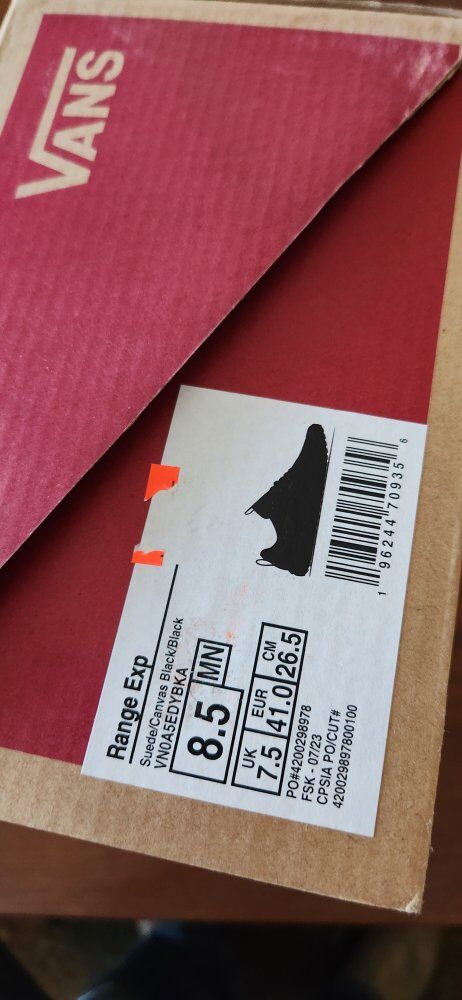 VANS
Range Exp
Suede/Canvas Black/Black
VN0A5EDYBKA
8.5 MN
UK EUR CM
7.5 41.0 26.5
PO#4200298978
FSK - 07/23
CPSIA PO/CUT#
420029897800100
1 96244 70935 6